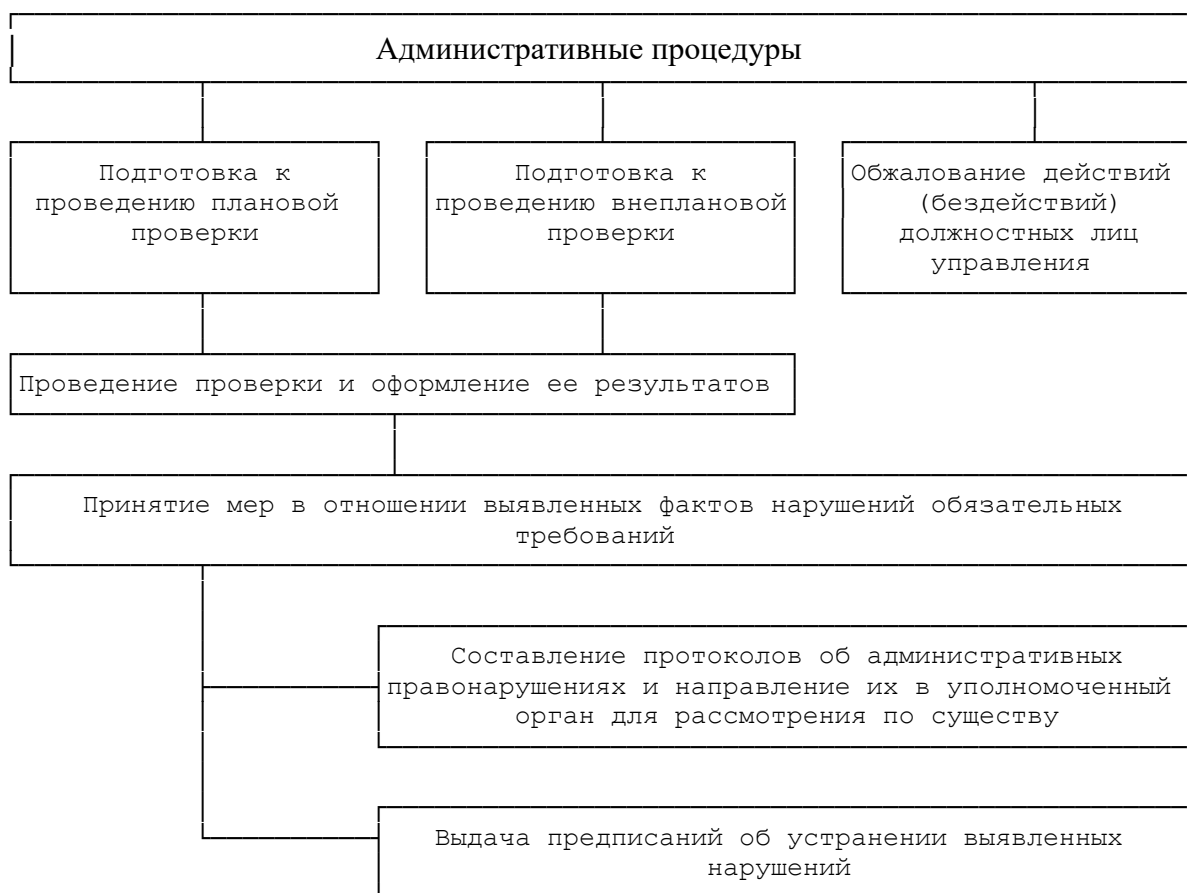 Административные процедуры
Подготовка к
проведению плановой
проверки
Подготовка к
проведению внеплановой
проверки
Обжалование действий
(бездействий)
должностных лиц
управления
Проведение проверки и оформление ее результатов
Принятие мер в отношении выявленных фактов нарушений обязательных
требований
Составление протоколов об административных
правонарушениях и направление их в уполномоченный
орган для рассмотрения по существу
Выдача предписаний об устранении выявленных
нарушений